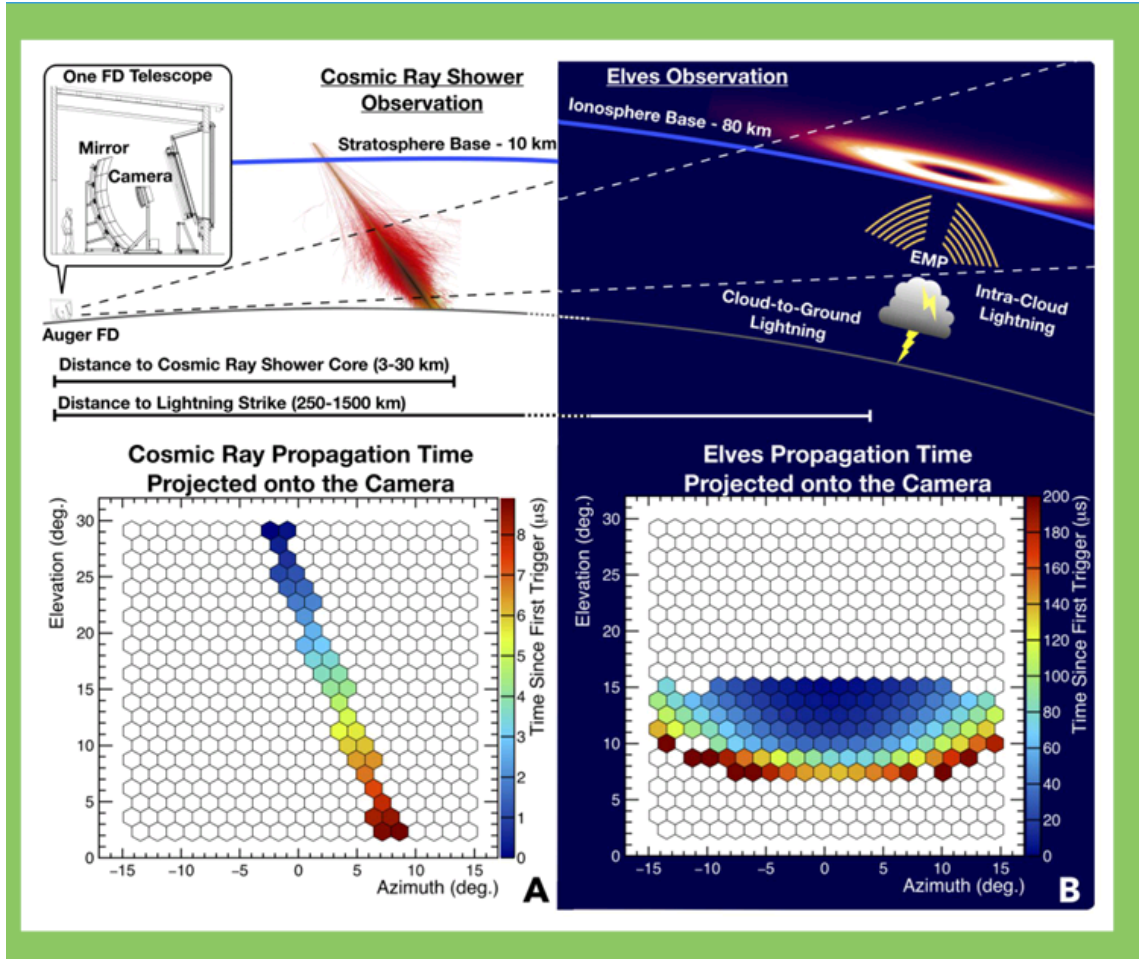 One FD Telescope
Mirror
Camera
Auger FD
Cosmic Ray Shower
Observation
Stratosphere Base - 10 km
Distance to Cosmic Ray Shower Core (3-30 km)
Distance to Lightning Strike (250-1500 km)
Elves Observation
Ionosphere Base - 80 km
EMP
Cloud-to-Ground
Lightning
Intra-Cloud
Lightning
Cosmic Ray Propagation Time
Projected onto the Camera
Elevation (deg.)
30
25
20
15
10
5
0
−15
−10
−5
0
5
10
15
Azimuth (deg.)
8
7
6
5
4
3
2
1
0
Time Since First Trigger (μs)
A
Elves Propagation Time
Projected onto the Camera
Elevation (deg.)
30
25
20
15
10
5
0
−15
−10
−5
0
5
10
15
Azimuth (deg.)
200
180
160
140
120
100
80
60
40
20
0
Time Since First Trigger (μs)
B